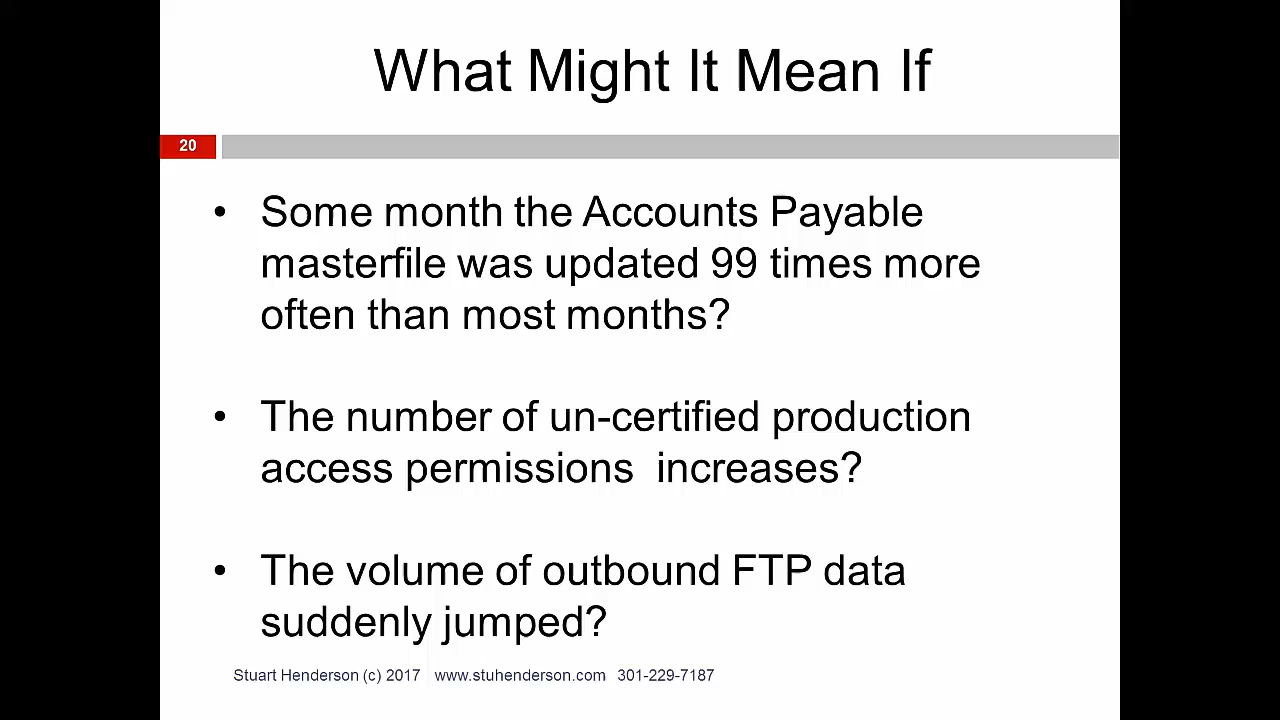 What Might It Mean If
20
• Some month the Accounts Payable
masterfile was updated 99 times more
often than most months?
• The number of un-certified production
access permissions  increases?
• The volume of outbound FTP data
suddenly jumped?
Stuart Henderson (c) 2017   www.stuhenderson.com   301-229-7187